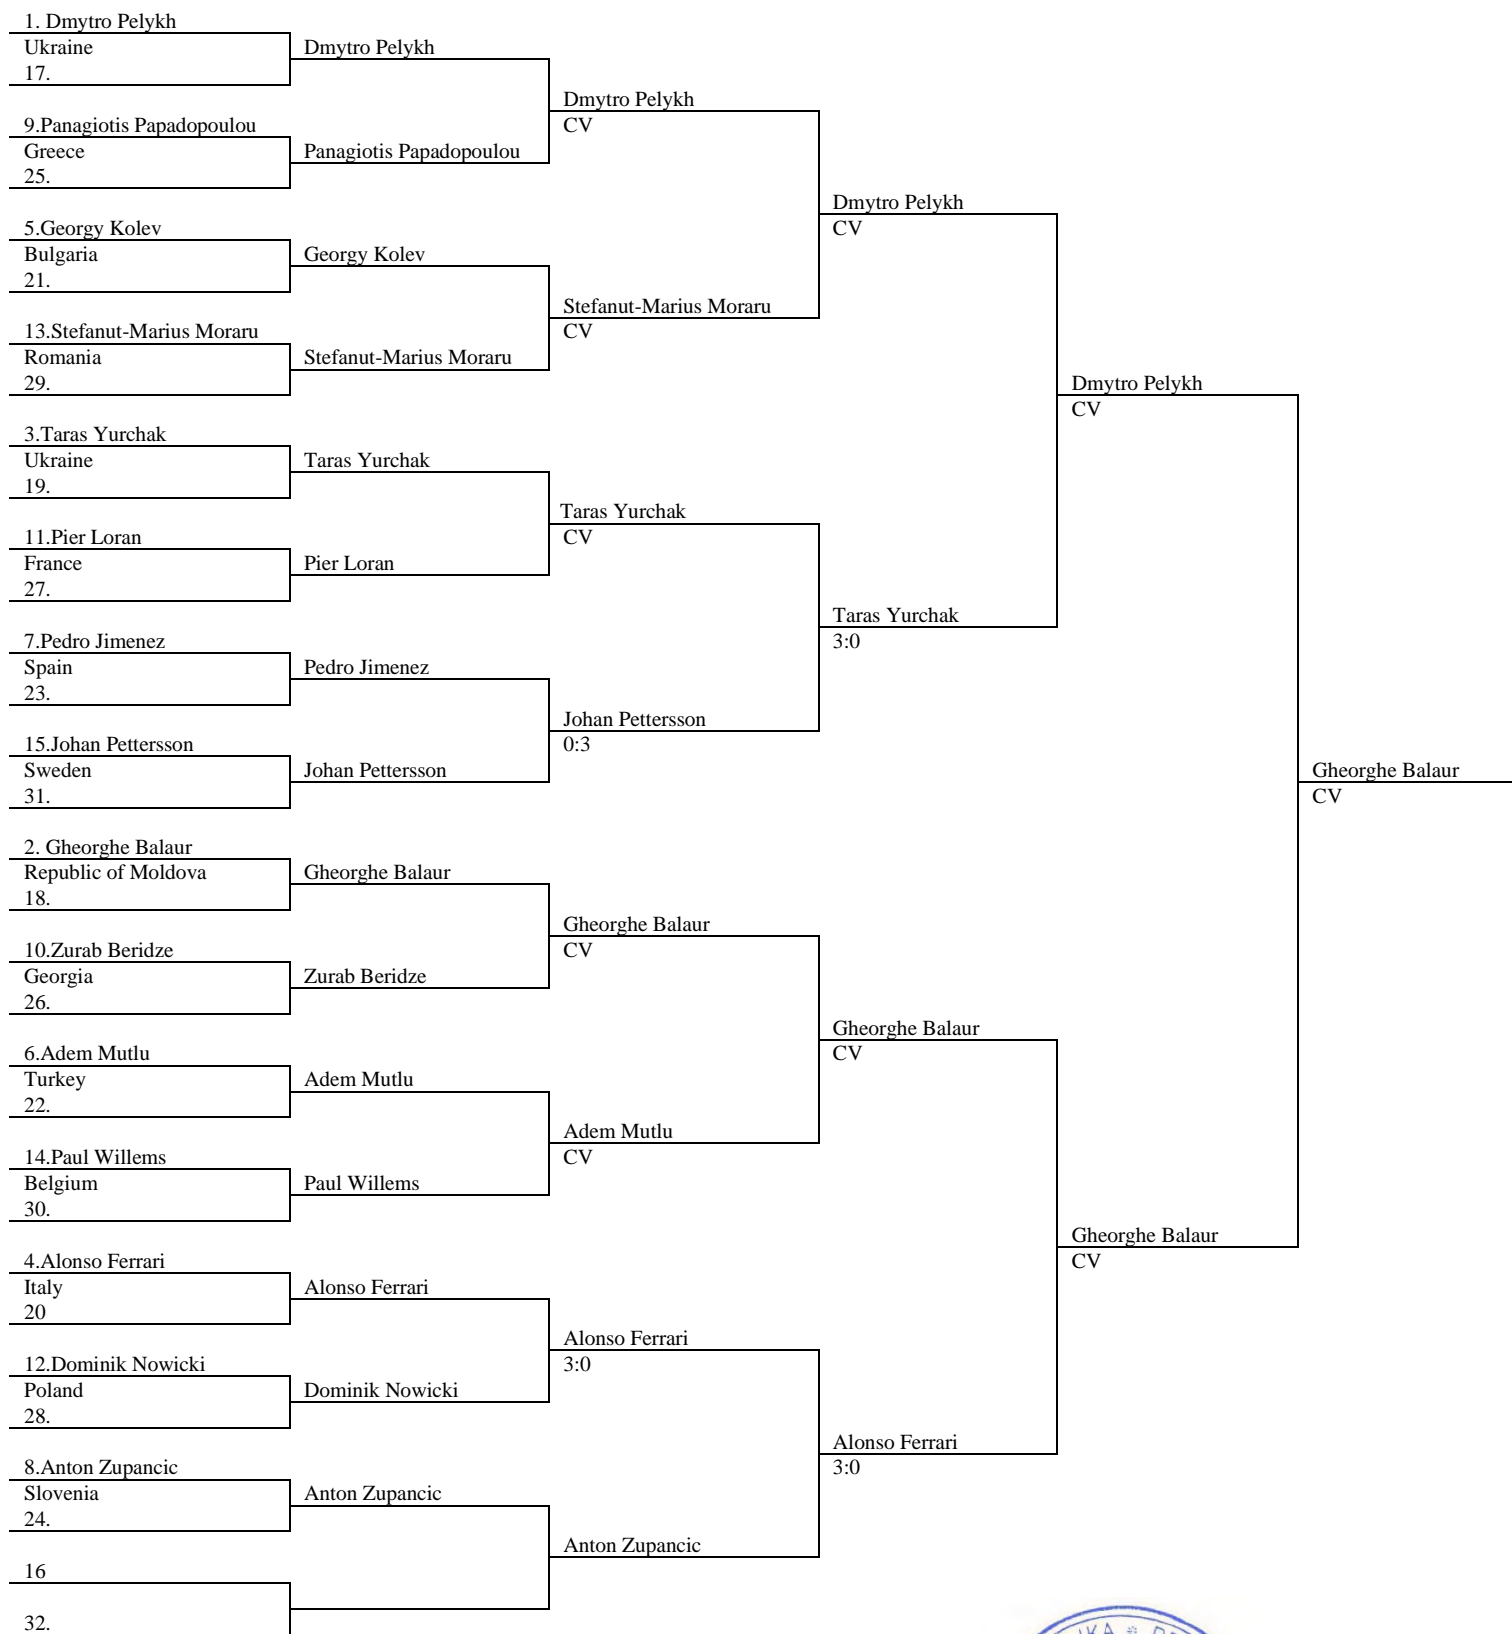 1. Dmytro Pelykh
Ukraine
17.
Dmytro Pelykh
Dmytro Pelykh
CV
9.Panagiotis Papadopoulou
Greece
25.
Panagiotis Papadopoulou
Dmytro Pelykh
CV
5.Georgy Kolev
Bulgaria
21.
Georgy Kolev
Stefanut-Marius Moraru
CV
13.Stefanut-Marius Moraru
Romania
29.
Stefanut-Marius Moraru
Dmytro Pelykh
CV
3.Taras Yurchak
Ukraine
19.
Taras Yurchak
Taras Yurchak
CV
11.Pier Loran
France
27.
Pier Loran
Taras Yurchak
3:0
7.Pedro Jimenez
Spain
23.
Pedro Jimenez
Johan Pettersson
0:3
15.Johan Pettersson
Sweden
31.
Johan Pettersson
Gheorghe Balaur
CV
2. Gheorghe Balaur
Republic of Moldova
18.
Gheorghe Balaur
Gheorghe Balaur
CV
10.Zurab Beridze
Georgia
26.
Zurab Beridze
Gheorghe Balaur
CV
6.Adem Mutlu
Turkey
22.
Adem Mutlu
Adem Mutlu
CV
14.Paul Willems
Belgium
30.
Paul Willems
Gheorghe Balaur
CV
4.Alonso Ferrari
Italy
20
Alonso Ferrari
Alonso Ferrari
3:0
12.Dominik Nowicki
Poland
28.
Dominik Nowicki
Alonso Ferrari
3:0
8.Anton Zupancic
Slovenia
24.
Anton Zupancic
Anton Zupancic
16
32.